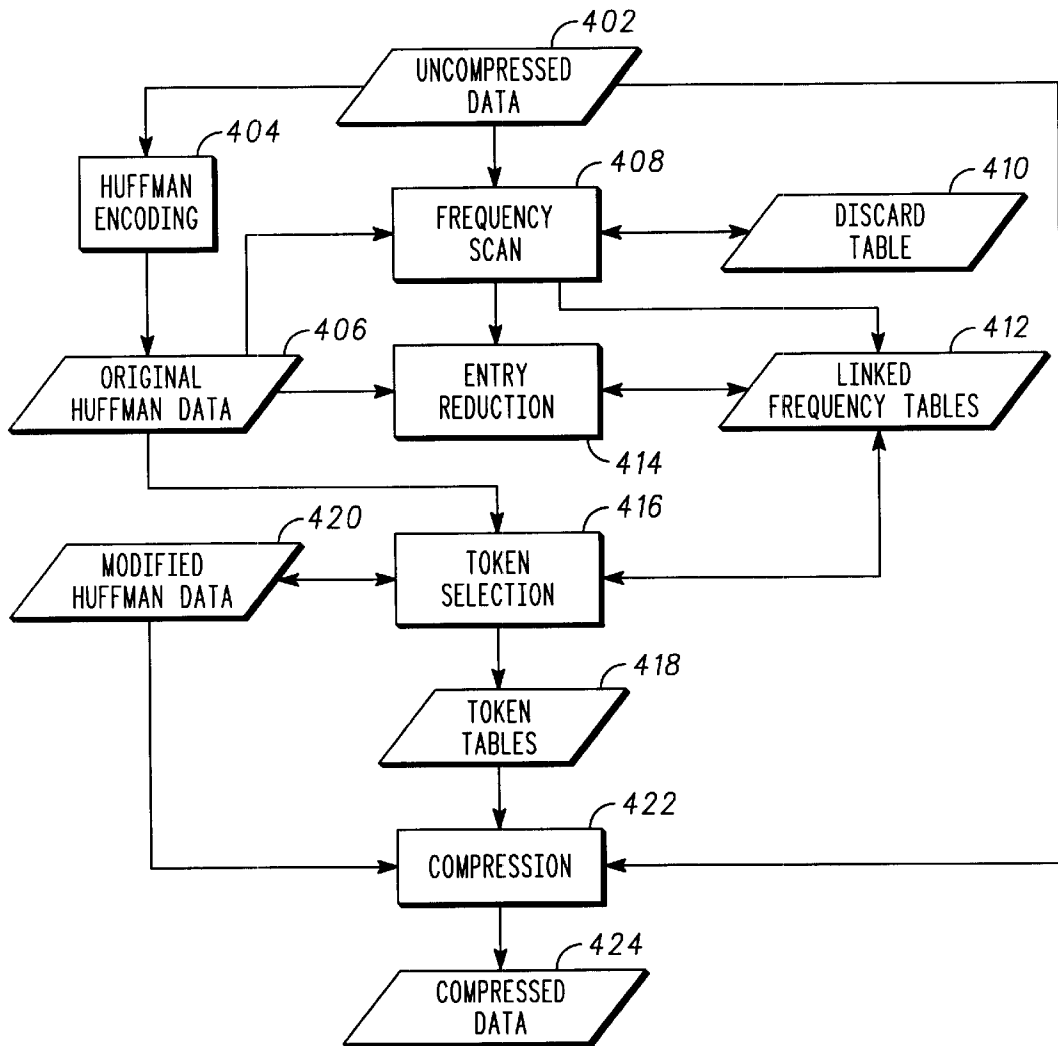 402
UNCOMPRESSED
DATA
404
HUFFMAN
ENCODING
408
FREQUENCY
SCAN
410
DISCARD
TABLE
406
ORIGINAL
HUFFMAN DATA
ENTRY
REDUCTION
414
412
LINKED
FREQUENCY TABLES
420
MODIFIED
HUFFMAN DATA
416
TOKEN
SELECTION
418
TOKEN
TABLES
422
COMPRESSION
424
COMPRESSED
DATA